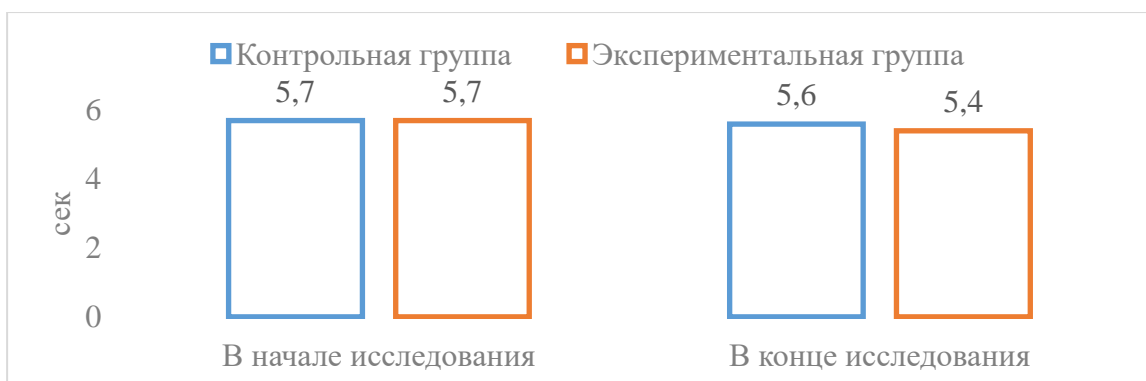 Контрольная группа Экспериментальная группа
5,7 5,7 5,6 5,4
6
4
2
0
сек
В начале исследования В конце исследования